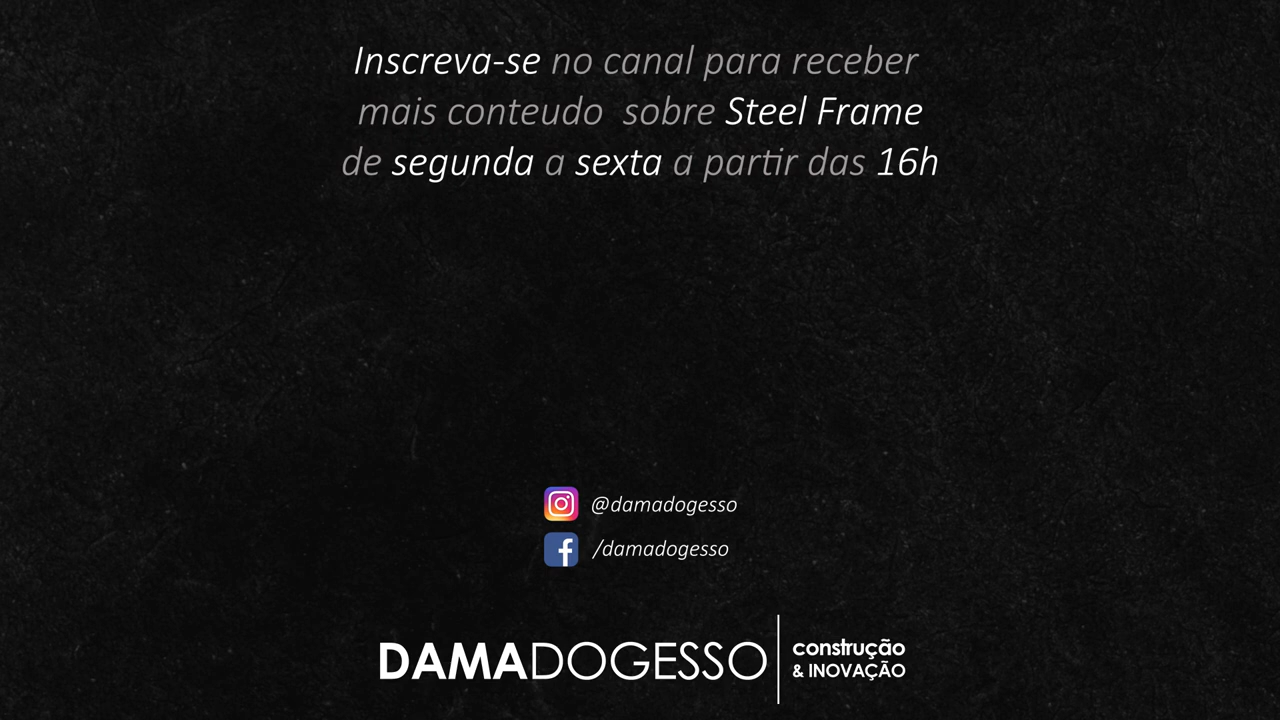 Inscreva-se no canal para receber
mais conteudo sobre Steel Frame
de segunda a sexta a partir das 16h
@damadogesso
/damadogesso
DAMADOGESSO
construção
& INOVAÇÃO